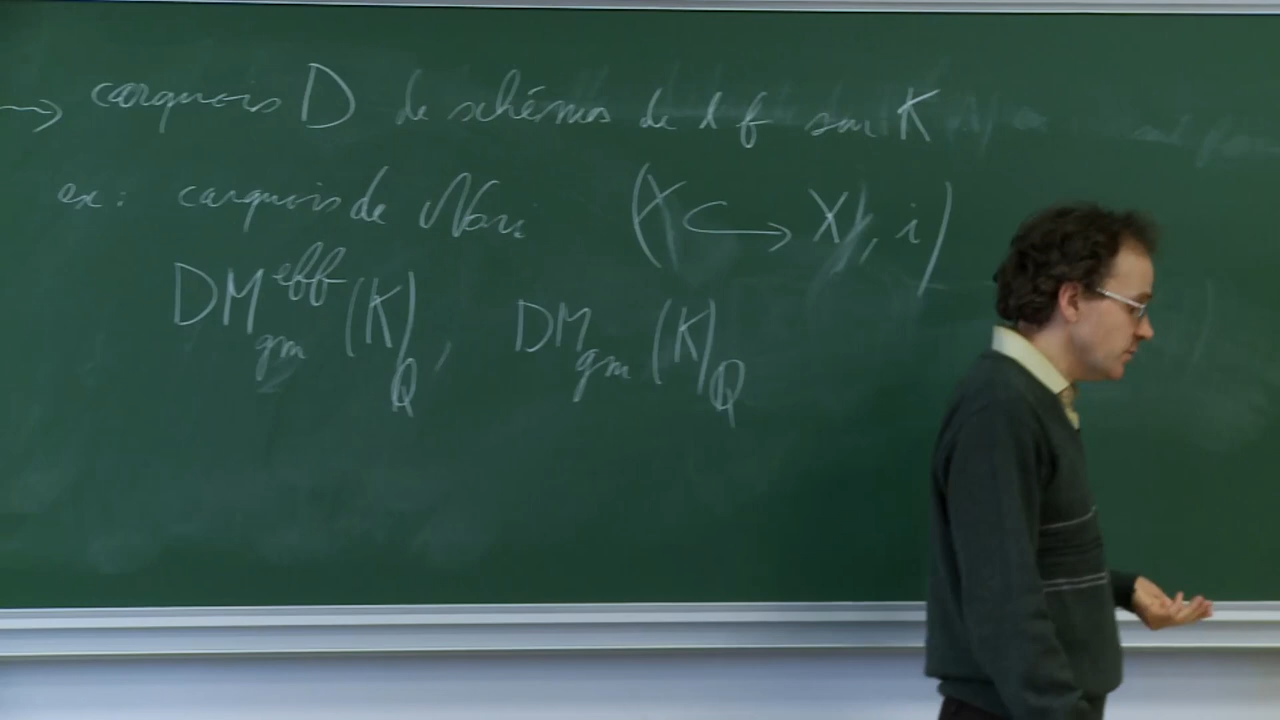 → carquois D de schémas de t f sur K
ex: carquois de Nori (Y ↪ X, i)
DM^eff_gm (K)_Q, DM_gm (K)_Q